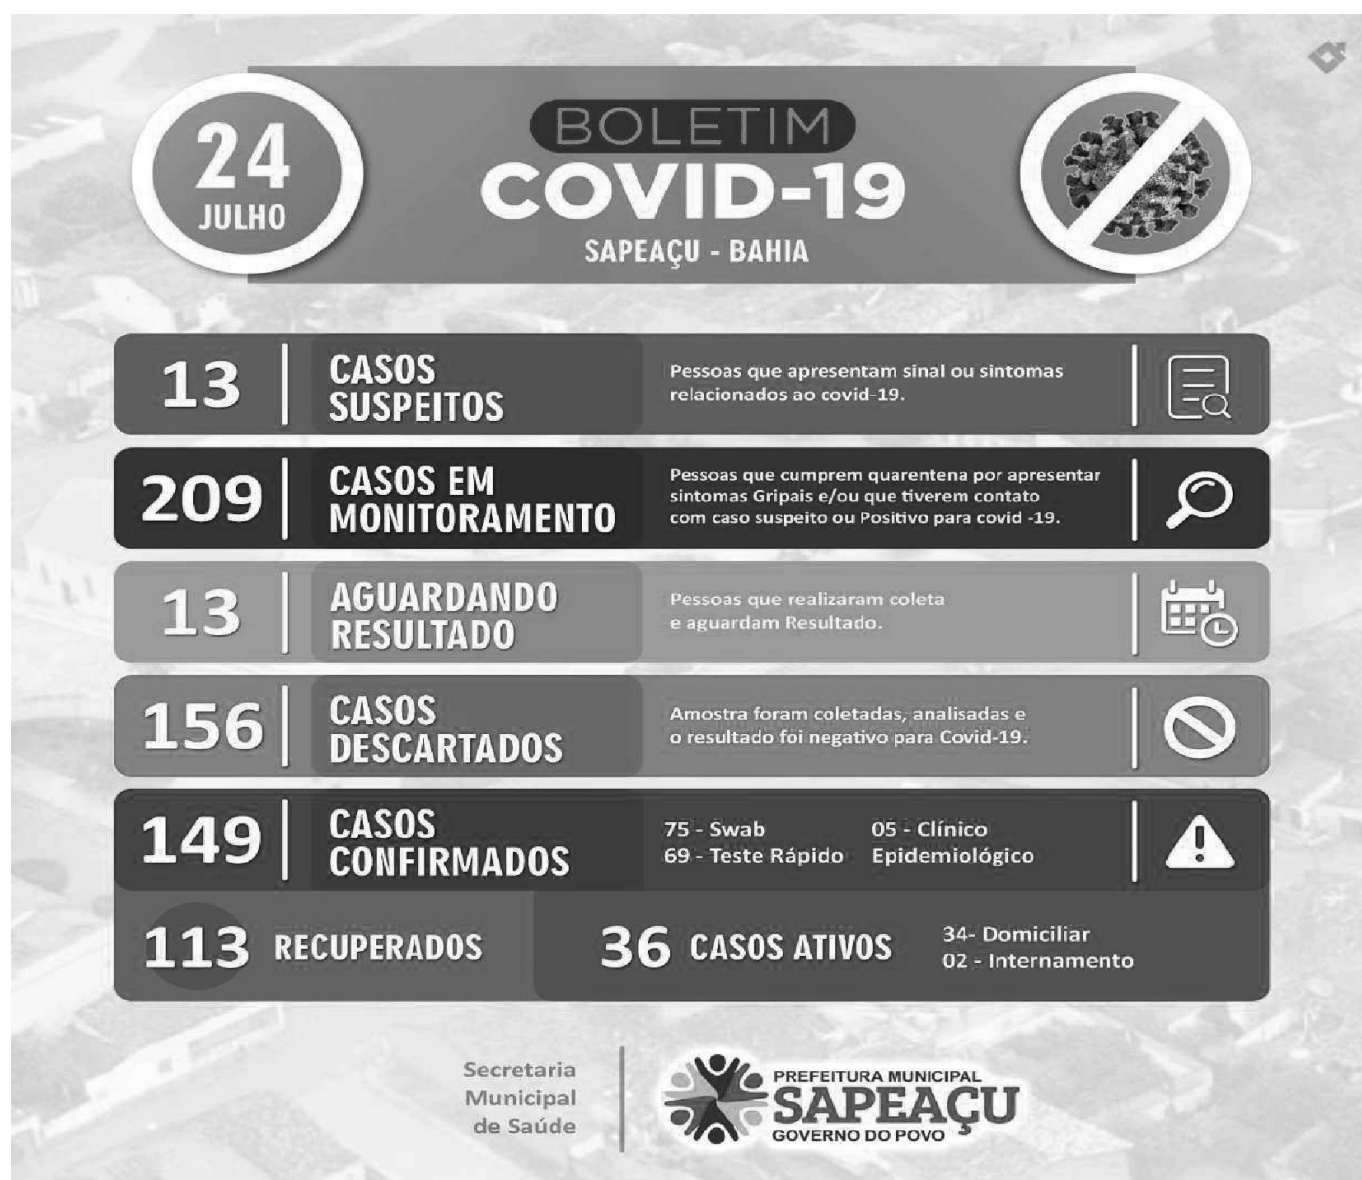 24
JULHO
BOLETIM
COVID-19
SAPEAÇU - BAHIA
13
CASOS
SUSPEITOS
Pessoas que apresentam sinal ou sintomas
relacionados ao covid-19.
209
CASOS EM
MONITORAMENTO
Pessoas que cumprem quarentena por apresentar
sintomas Gripais e/ou que tiverem contato
com caso suspeito ou Positivo para covid -19.
13
AGUARDANDO
RESULTADO
Pessoas que realizaram coleta
e aguardam Resultado.
156
CASOS
DESCARTADOS
Amostra foram coletadas, analisadas e
o resultado foi negativo para Covid-19.
149
CASOS
CONFIRMADOS
75 - Swab
69 - Teste Rápido
05 - Clínico
Epidemiológico
113 RECUPERADOS
36 CASOS ATIVOS
34- Domiciliar
02 - Internamento
Secretaria
Municipal
de Saúde
PREFEITURA MUNICIPAL
SAPEAÇU
GOVERNO DO POVO